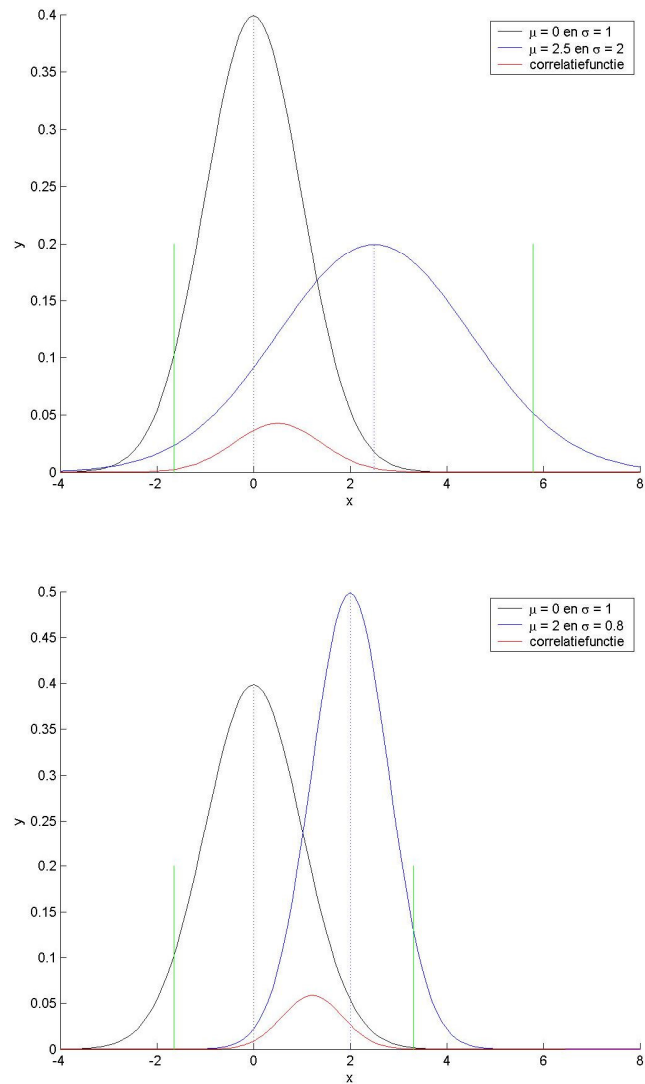 0.4
μ = 0 en σ = 1
μ = 2.5 en σ = 2
correlatiefunctie
0.35
0.3
0.25
y
0.2
0.15
0.1
0.05
0
-4 -2 0 2 4 6 8
x
0.5
μ = 0 en σ = 1
μ = 2 en σ = 0.8
correlatiefunctie
0.45
0.4
0.35
0.3
y
0.25
0.2
0.15
0.1
0.05
0
-4 -2 0 2 4 6 8
x